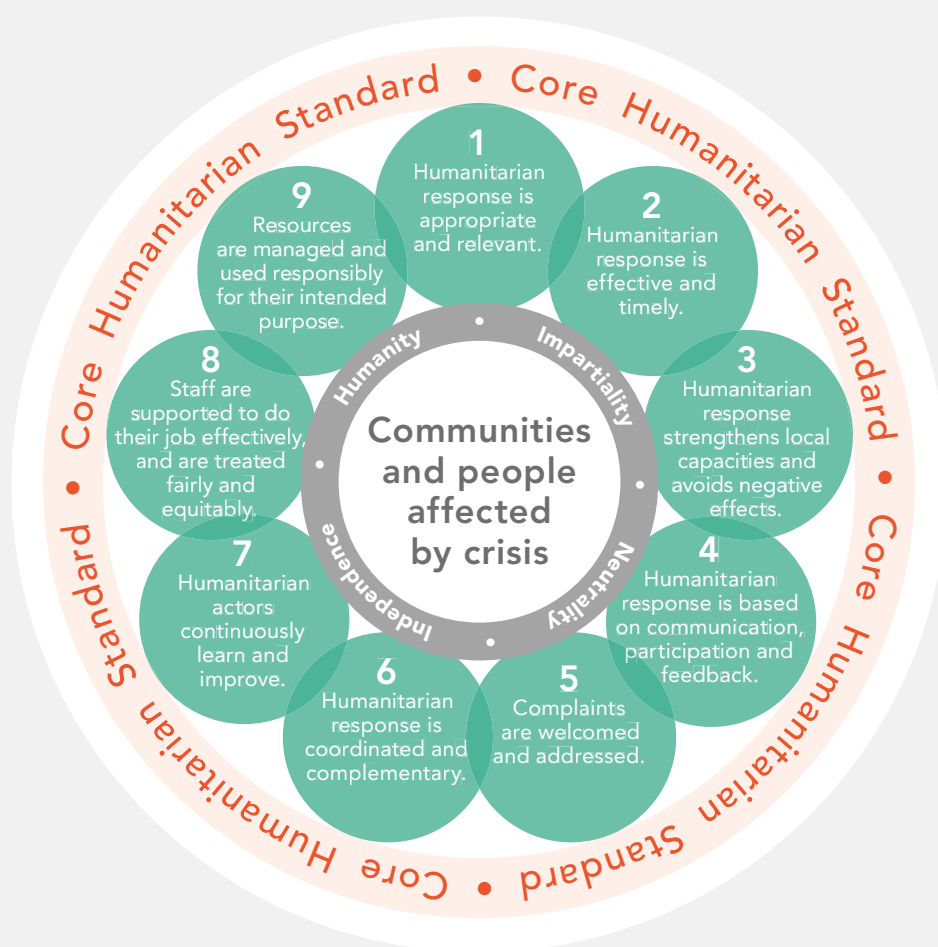 Core Humanitarian Standard • Core Humanitarian Standard • Core Humanitarian Standard • Core Humanitarian Standard •
1
Humanitarian
response is
appropriate
and relevant.
2
Humanitarian
response is
effective and
timely.
3
Humanitarian
response
strengthens local
capacities and
avoids negative
effects.
4
Humanitarian
response is based
on communication,
participation and
feedback.
5
Complaints
are welcomed
and addressed.
6
Humanitarian
response is
coordinated and
complementary.
7
Humanitarian
actors
continuously
learn and
improve.
8
Staff are
supported to do
their job effectively,
and are treated
fairly and
equitably.
9
Resources
are managed and
used responsibly
for their intended
purpose.
Humanity • Impartiality • Neutrality • Independence •
Communities
and people
affected
by crisis